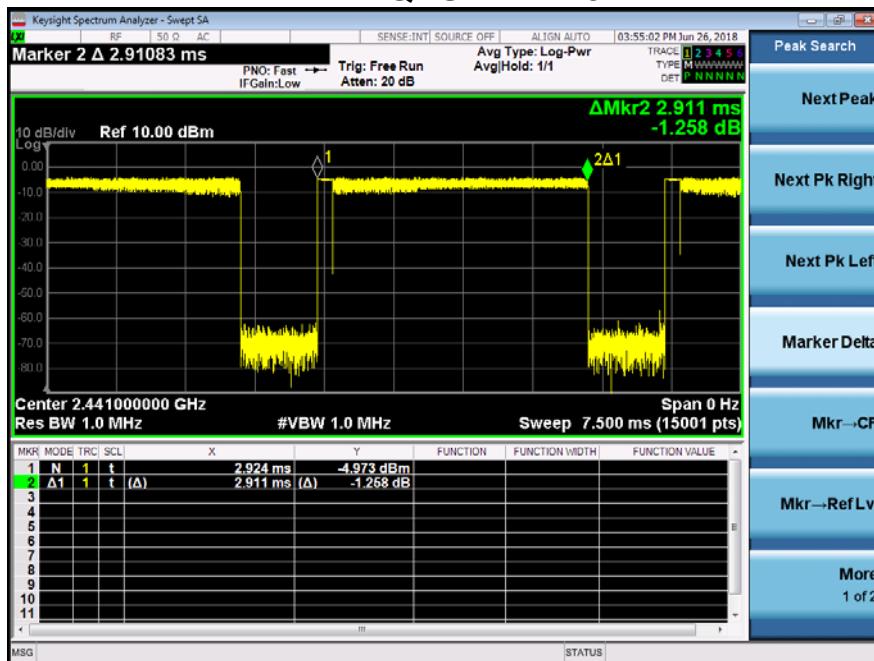 Keysight Spectrum Analyzer - Swept SA
LXI RF 50 Ω AC SENSE:INT SOURCE OFF ALIGN AUTO 03:55:02 PM Jun 26, 2018
Marker 2 Δ 2.91083 ms
PNO: Fast
IFGain:Low
Trig: Free Run
Atten: 20 dB
Avg Type: Log-Pwr
Avg|Hold: 1/1
TRACE 1 2 3 4 5 6
TYPE M WWWWW
DET P N N N N N
ΔMkr2 2.911 ms
-1.258 dB
10 dB/div Ref 10.00 dBm
Log
0.00
-10.0
-20.0
-30.0
-40.0
-50.0
-60.0
-70.0
-80.0
1
2Δ1
Center 2.441000000 GHz Span 0 Hz
Res BW 1.0 MHz #VBW 1.0 MHz Sweep 7.500 ms (15001 pts)
MKR MODE TRC SCL X Y FUNCTION FUNCTION WIDTH FUNCTION VALUE
1 N 1 t 2.924 ms -4.973 dBm
2 Δ1 1 t (Δ) 2.911 ms (Δ) -1.258 dB
3
4
5
6
7
8
9
10
11
MSG STATUS
Peak Search
Next Peak
Next Pk Right
Next Pk Left
Marker Delta
Mkr→CF
Mkr→Ref Lv
More
1 of 2